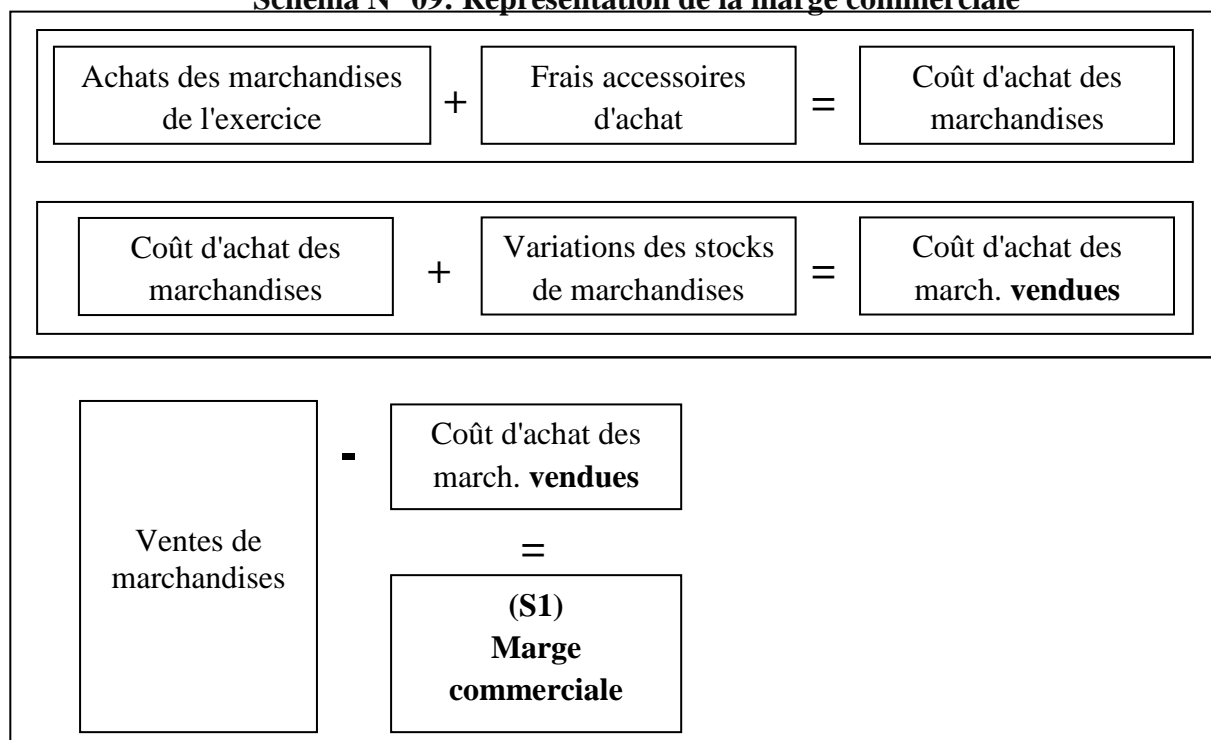 Schéma N° 09: Représentation de la marge commerciale
Achats des marchandises
de l'exercice
+
Frais accessoires
d'achat
=
Coût d'achat des
marchandises
Coût d'achat des
marchandises
+
Variations des stocks
de marchandises
=
Coût d'achat des
march. vendues
Ventes de
marchandises
-
Coût d'achat des
march. vendues
=
(S1)
Marge
commerciale